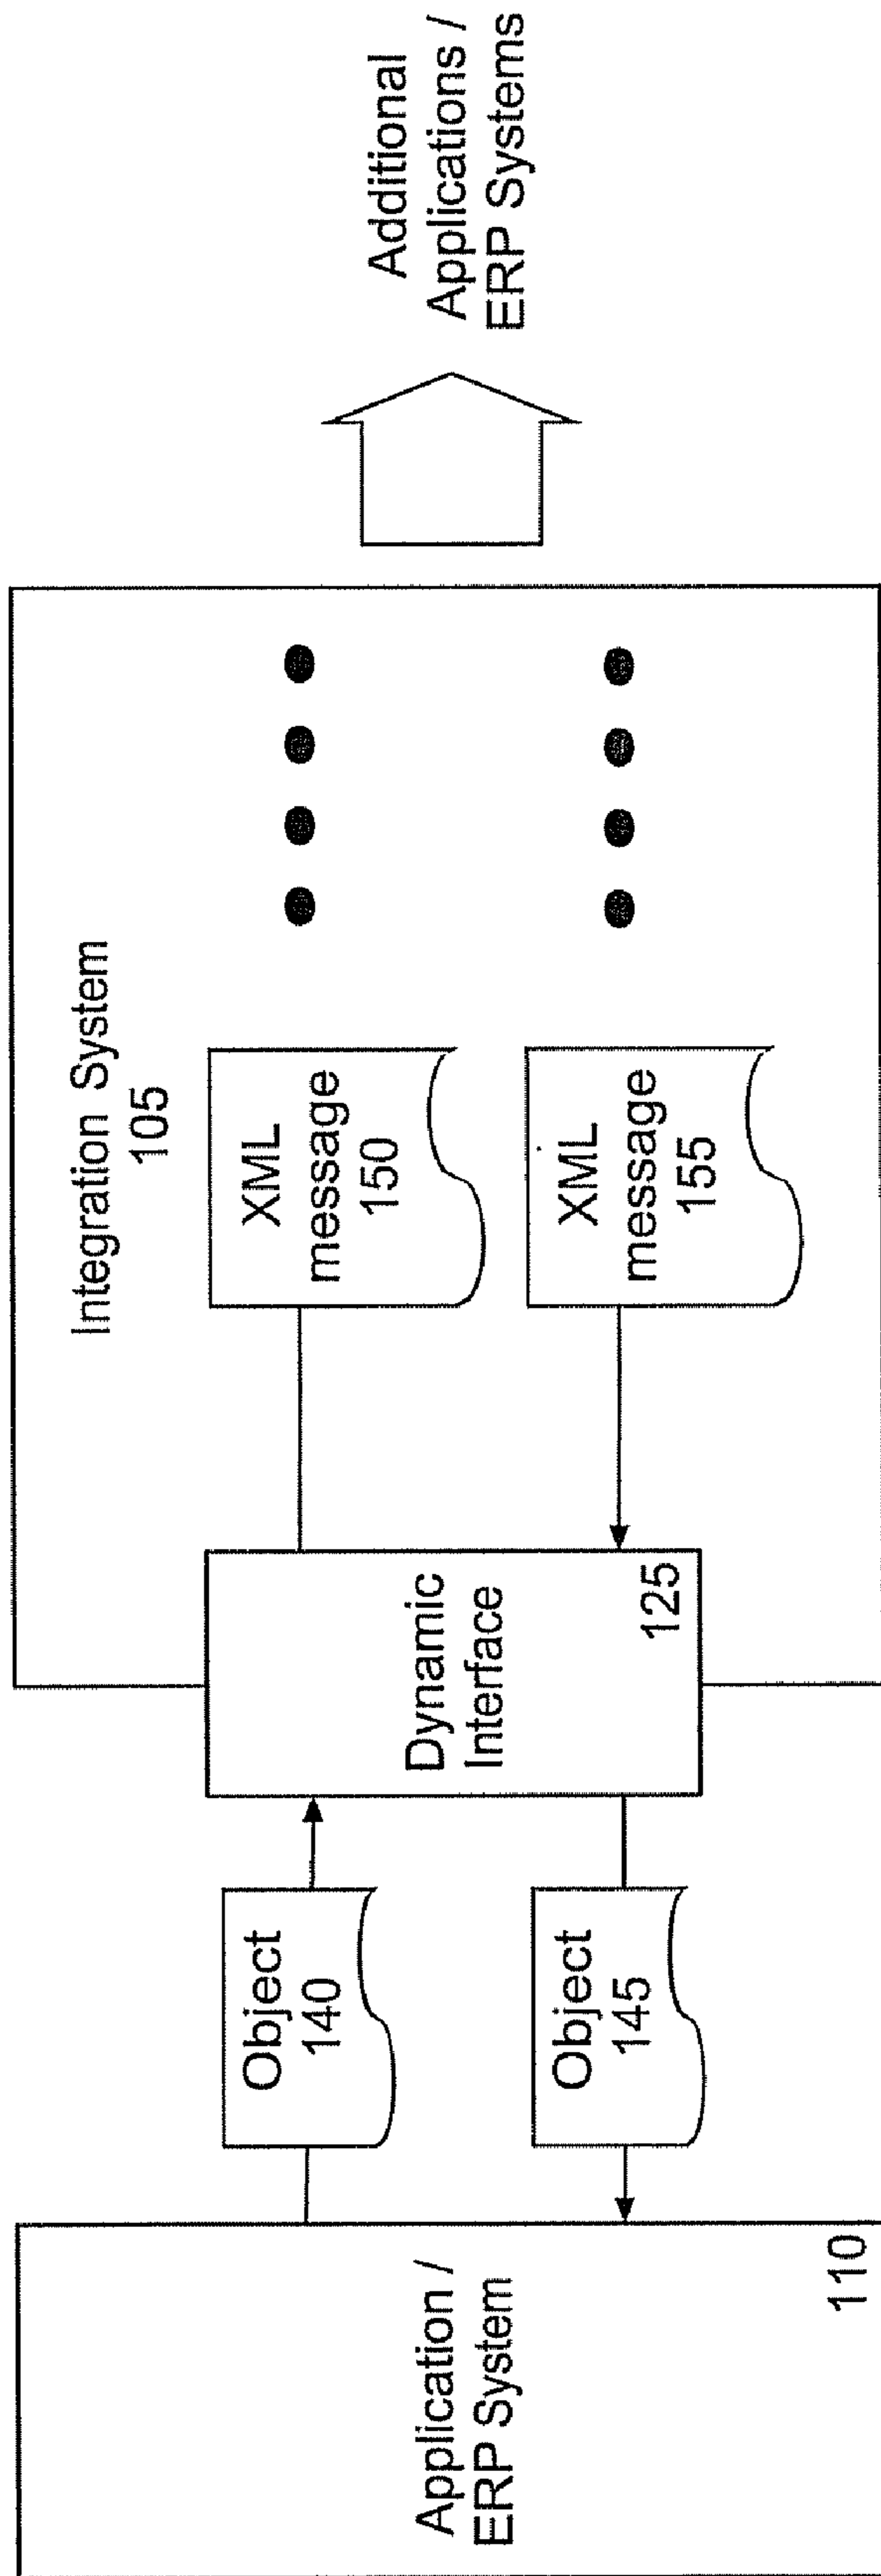 Application /
ERP System
110
Object
140
Object
145
Dynamic
Interface
125
Integration System
105
XML
message
150
XML
message
155
Additional
Applications /
ERP Systems